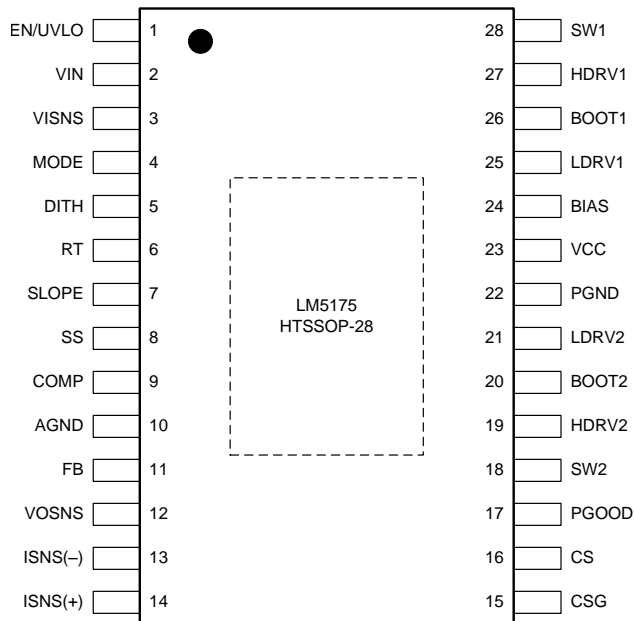 EN/UVLO 1 28 SW1
VIN 2 27 HDRV1
VISNS 3 26 BOOT1
MODE 4 25 LDRV1
DITH 5 24 BIAS
RT 6 23 VCC
SLOPE 7 22 PGND
LM5175
HTSSOP-28
SS 8 21 LDRV2
COMP 9 20 BOOT2
AGND 10 19 HDRV2
FB 11 18 SW2
VOSNS 12 17 PGOOD
ISNS(–) 13 16 CS
ISNS(+) 14 15 CSG